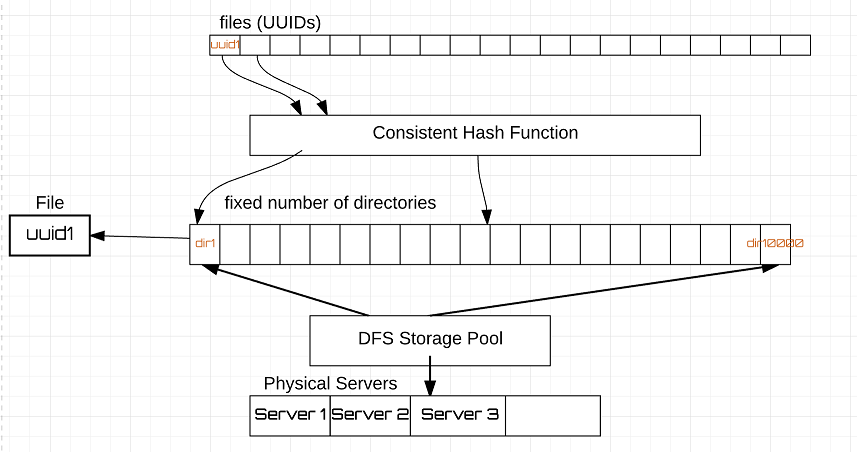 files (UUIDs)
uuid1
Consistent Hash Function
File
fixed number of directories
uuid1
dir1
dir10000
DFS Storage Pool
Physical Servers
Server 1 Server 2 Server 3